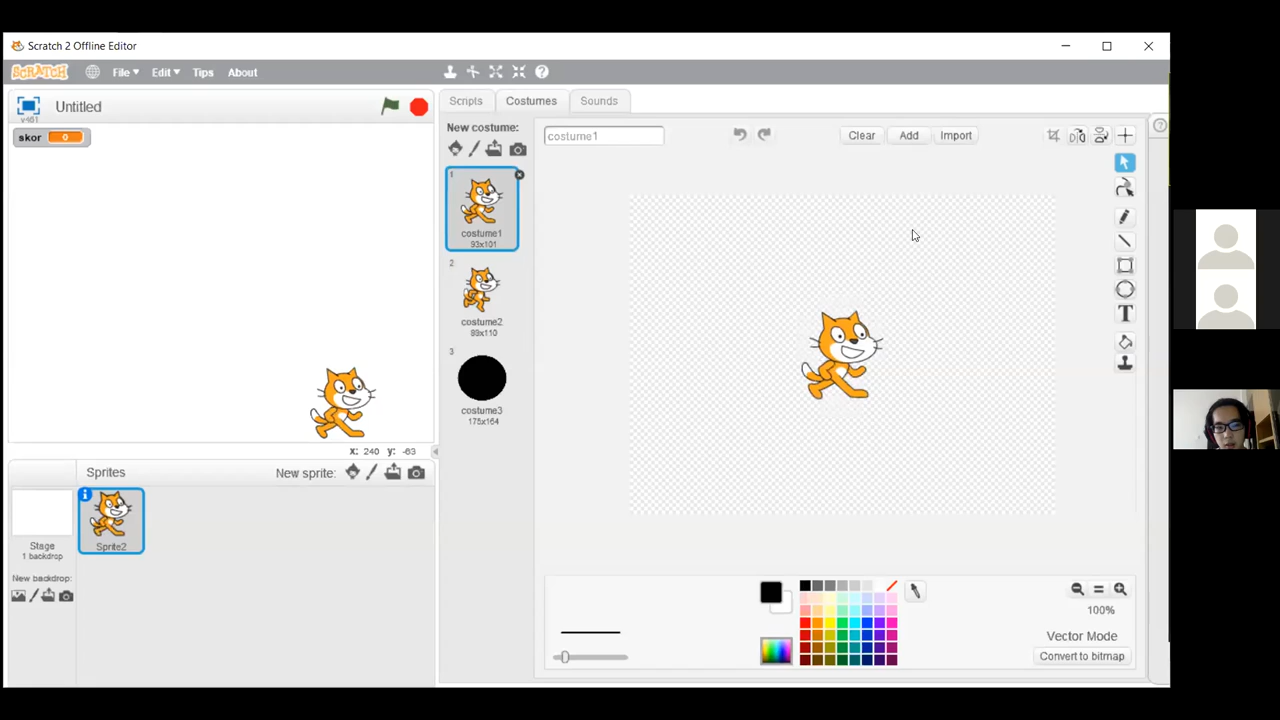 Scratch 2 Offline Editor
SCRATCH File Edit Tips About
v461 Untitled
skor 0
Scripts Costumes Sounds
New costume:
costume1
Clear Add Import
1
costume1
93x101
2
costume2
93x110
3
costume3
175x164
x: 240 y: -63
Sprites New sprite:
Sprite2
Stage
1 backdrop
New backdrop:
T
100%
Vector Mode
Convert to bitmap